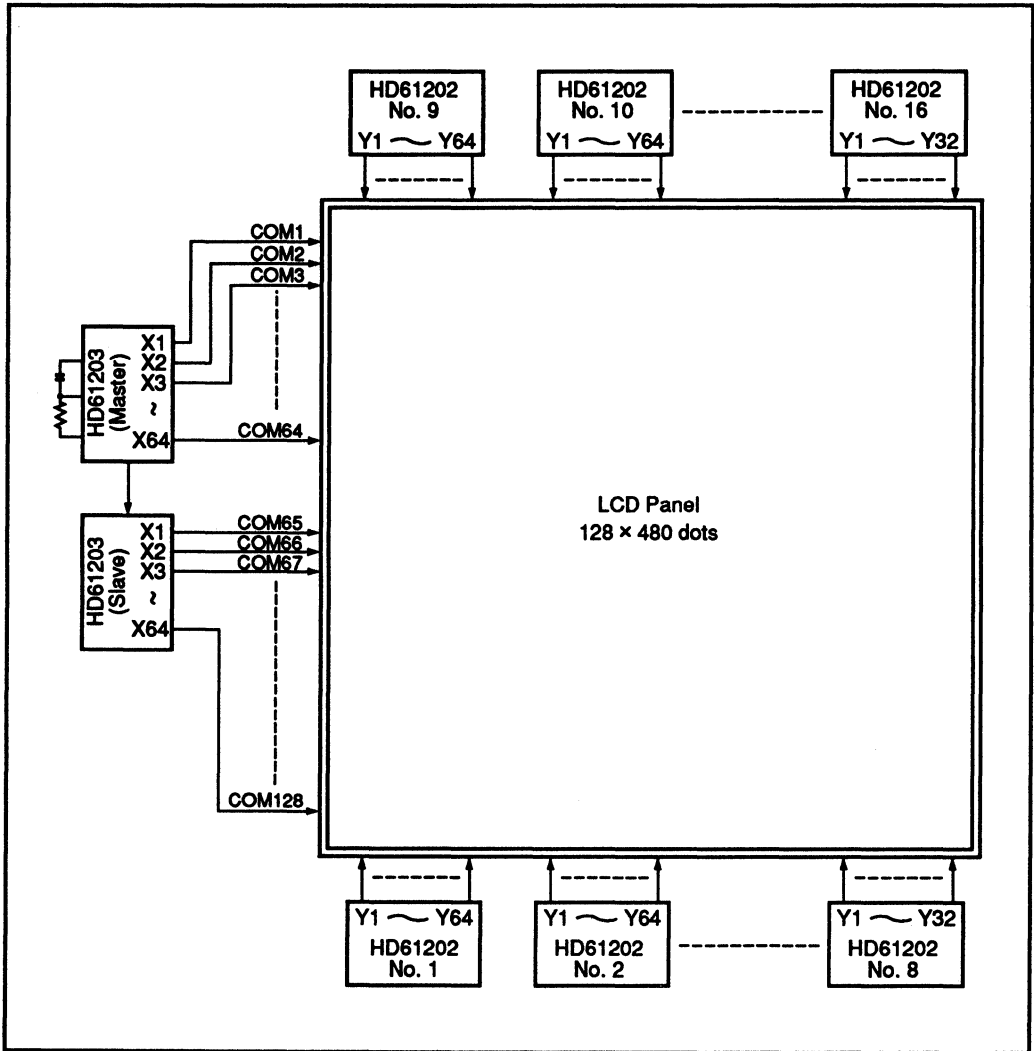 HD61202
No. 9
Y1 ~ Y64
HD61202
No. 10
Y1 ~ Y64
HD61202
No. 16
Y1 ~ Y32
COM1
COM2
COM3
COM64
HD61203
(Master)
X1
X2
X3
~
X64
HD61203
(Slave)
X1
X2
X3
~
X64
COM65
COM66
COM67
COM128
LCD Panel
128 × 480 dots
Y1 ~ Y64
HD61202
No. 1
Y1 ~ Y64
HD61202
No. 2
Y1 ~ Y32
HD61202
No. 8